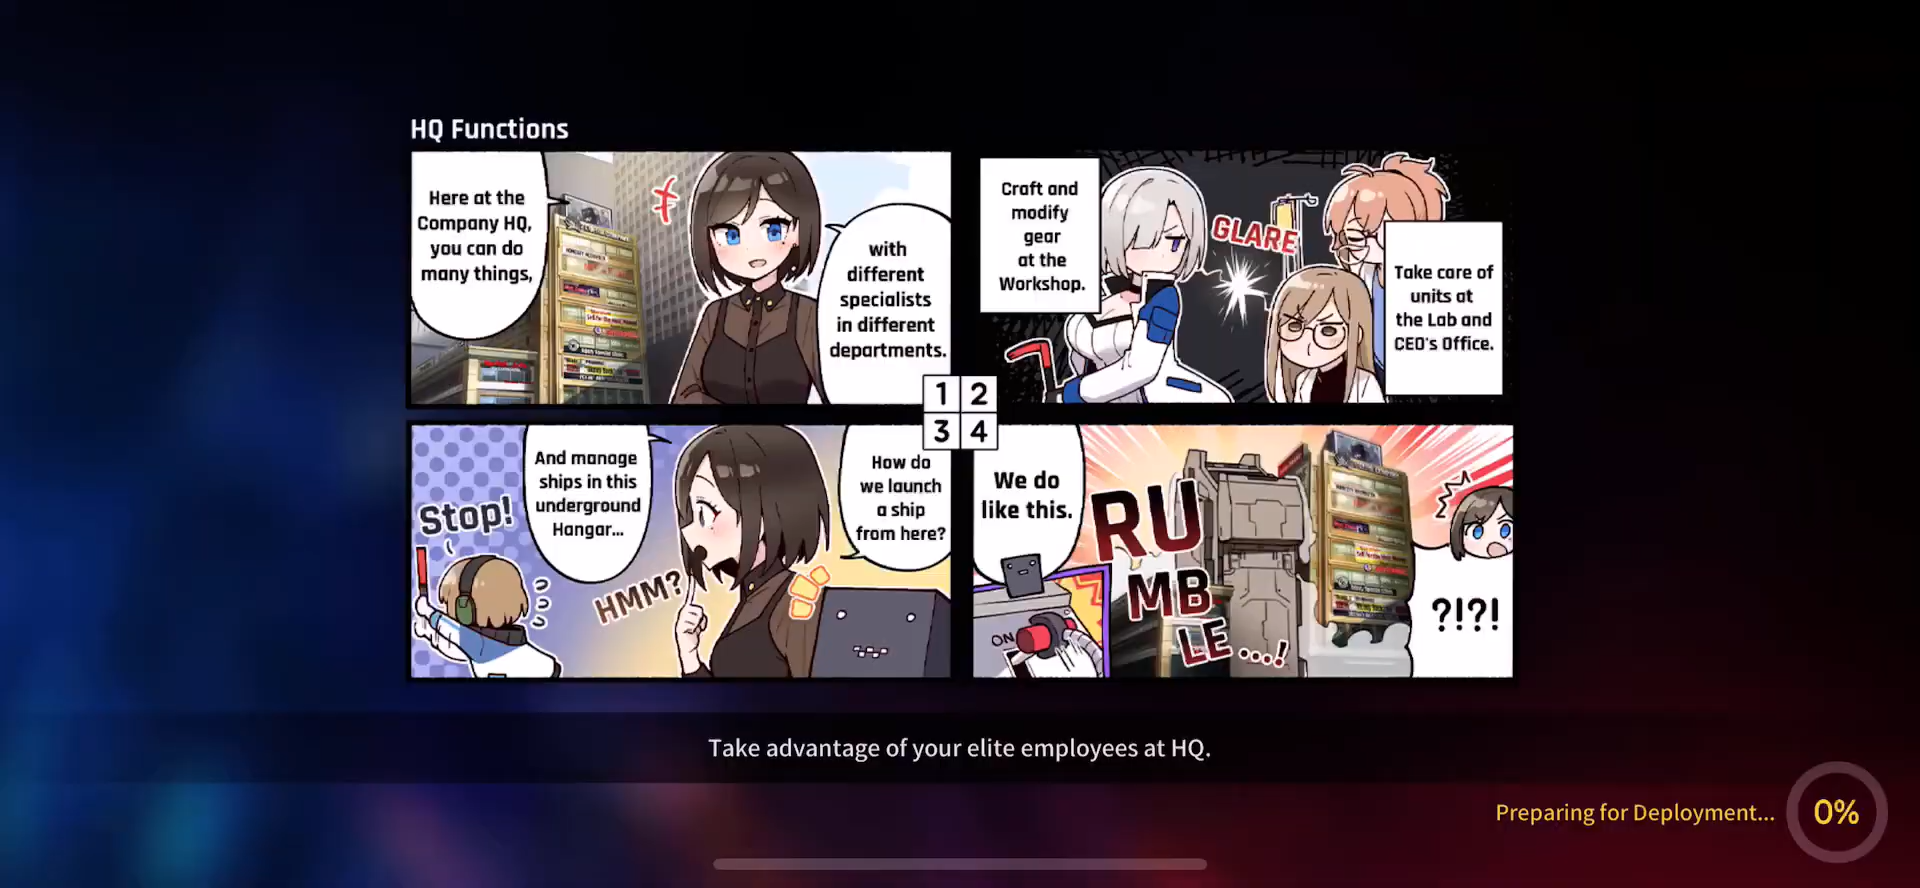 HQ Functions
Here at the
Company HQ,
you can do
many things,
with
different
specialists
in different
departments.
Craft and
modify
gear
at the
Workshop.
GLARE
Take care of
units at
the Lab and
CEO's Office.
1 2
3 4
Stop!
And manage
ships in this
underground
Hangar...
HMM?
How do
we launch
a ship
from here?
We do
like this.
ON
RU
MB
LE...!
?!?!
Take advantage of your elite employees at HQ.
Preparing for Deployment...
0%